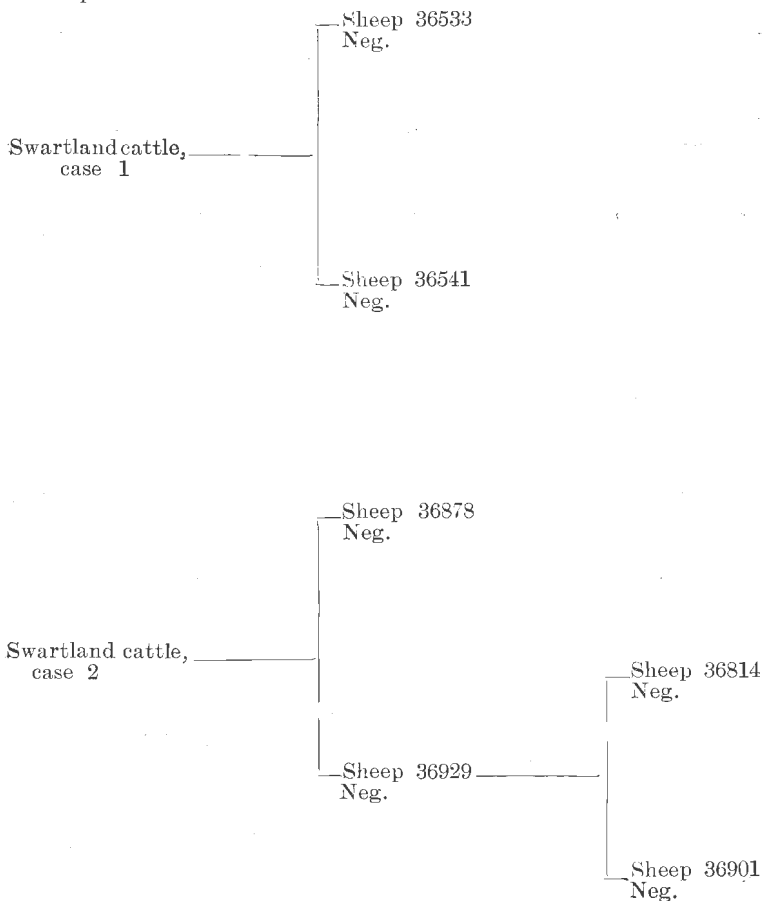 Sheep 36533
Neg.
Swartland cattle,
case 1
Sheep 36541
Neg.
Sheep 36878
Neg.
Swartland cattle,
case 2
Sheep 36814
Neg.
Sheep 36929
Neg.
Sheep 36901
Neg.